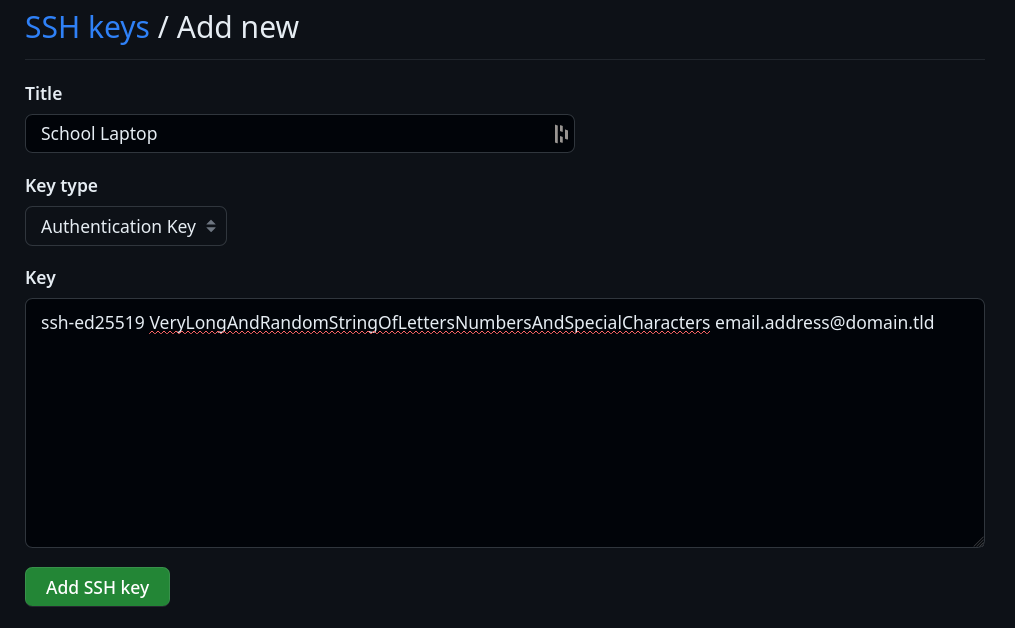 SSH keys / Add new
Title
School Laptop
Key type
Authentication Key
Key
ssh-ed25519 VeryLongAndRandomStringOfLettersNumbersAndSpecialCharacters email.address@domain.tld
Add SSH key